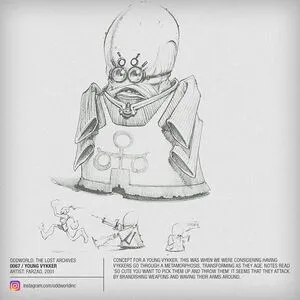 ODDWORLD: THE LOST ARCHIVES
0067 / YOUNG VYKKER
ARTIST: FARZAD, 2001
instagram.com/oddworldinc
CONCEPT FOR A YOUNG VYKKER. THIS WAS WHEN WE WERE CONSIDERING HAVING
VYKKERS GO THROUGH A METAMORPHOSIS, TRANSFORMING AS THEY AGE. NOTES READ
'SO CUTE YOU WANT TO PICK THEM UP AND THROW THEM. IT SEEMS THAT THEY ATTACK
BY BRANDISHING WEAPONS AND WAVING THEIR ARMS AROUND.